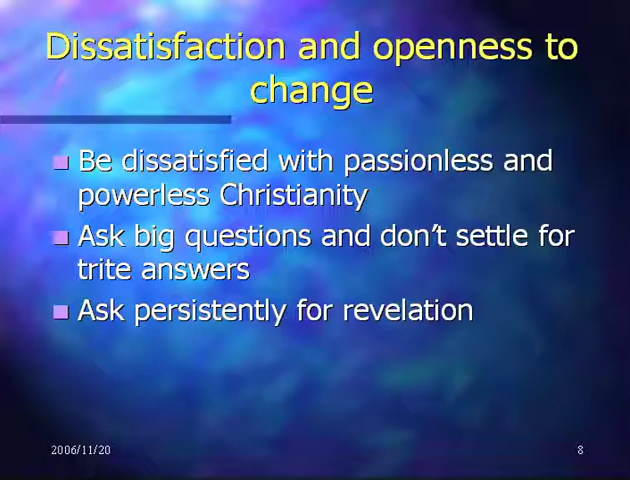 Dissatisfaction and openness to
change
Be dissatisfied with passionless and
powerless Christianity
Ask big questions and don't settle for
trite answers
Ask persistently for revelation
2006/11/20
8